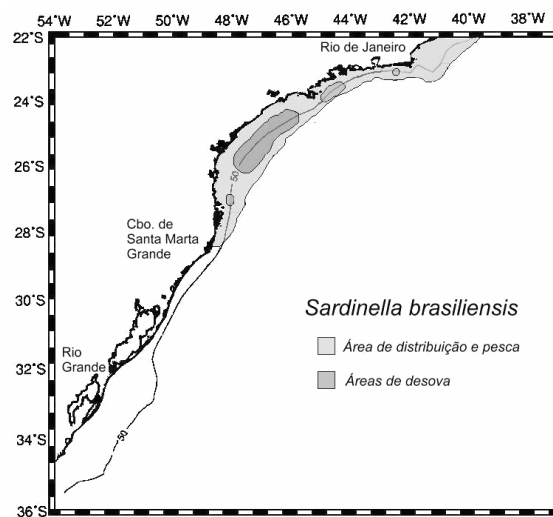 54°W 52°W 50°W 48°W 46°W 44°W 42°W 40°W 38°W
22°S
Rio de Janeiro
24°S
26°S
50
Cbo. de
Santa Marta
Grande
28°S
30°S
Sardinella brasiliensis
Área de distribuição e pesca
Rio
Grande
32°S
Áreas de desova
34°S
50
36°S